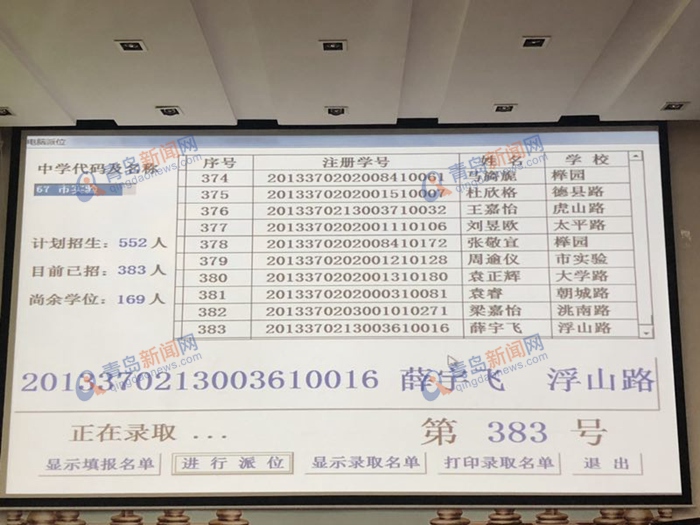 电脑派位
中学代码及名称
67 市实验
计划招生：552 人
目前已招：383 人
尚余学位：169 人
序号 注册学号 姓名 学校
374 2013370202008410061 马旖旎 榉园
375 2013370202001510007 杜欣格 德县路
376 2013370213003710032 王嘉怡 虎山路
377 2013370202001110106 刘昱欧 太平路
378 2013370202008410172 张敬宜 榉园
379 2013370202001210128 周逾仪 市实验
380 2013370202001310180 袁正辉 大学路
381 2013370203000310081 袁睿 朝城路
382 2013370203001010271 梁嘉怡 洮南路
383 2013370213003610016 薛宇飞 浮山路
2013370213003610016 薛宇飞 浮山路
正在录取 ... 第 383 号
显示填报名单 进行派位 显示录取名单 打印录取名单 退出
青岛新闻网
qingdaonews.com